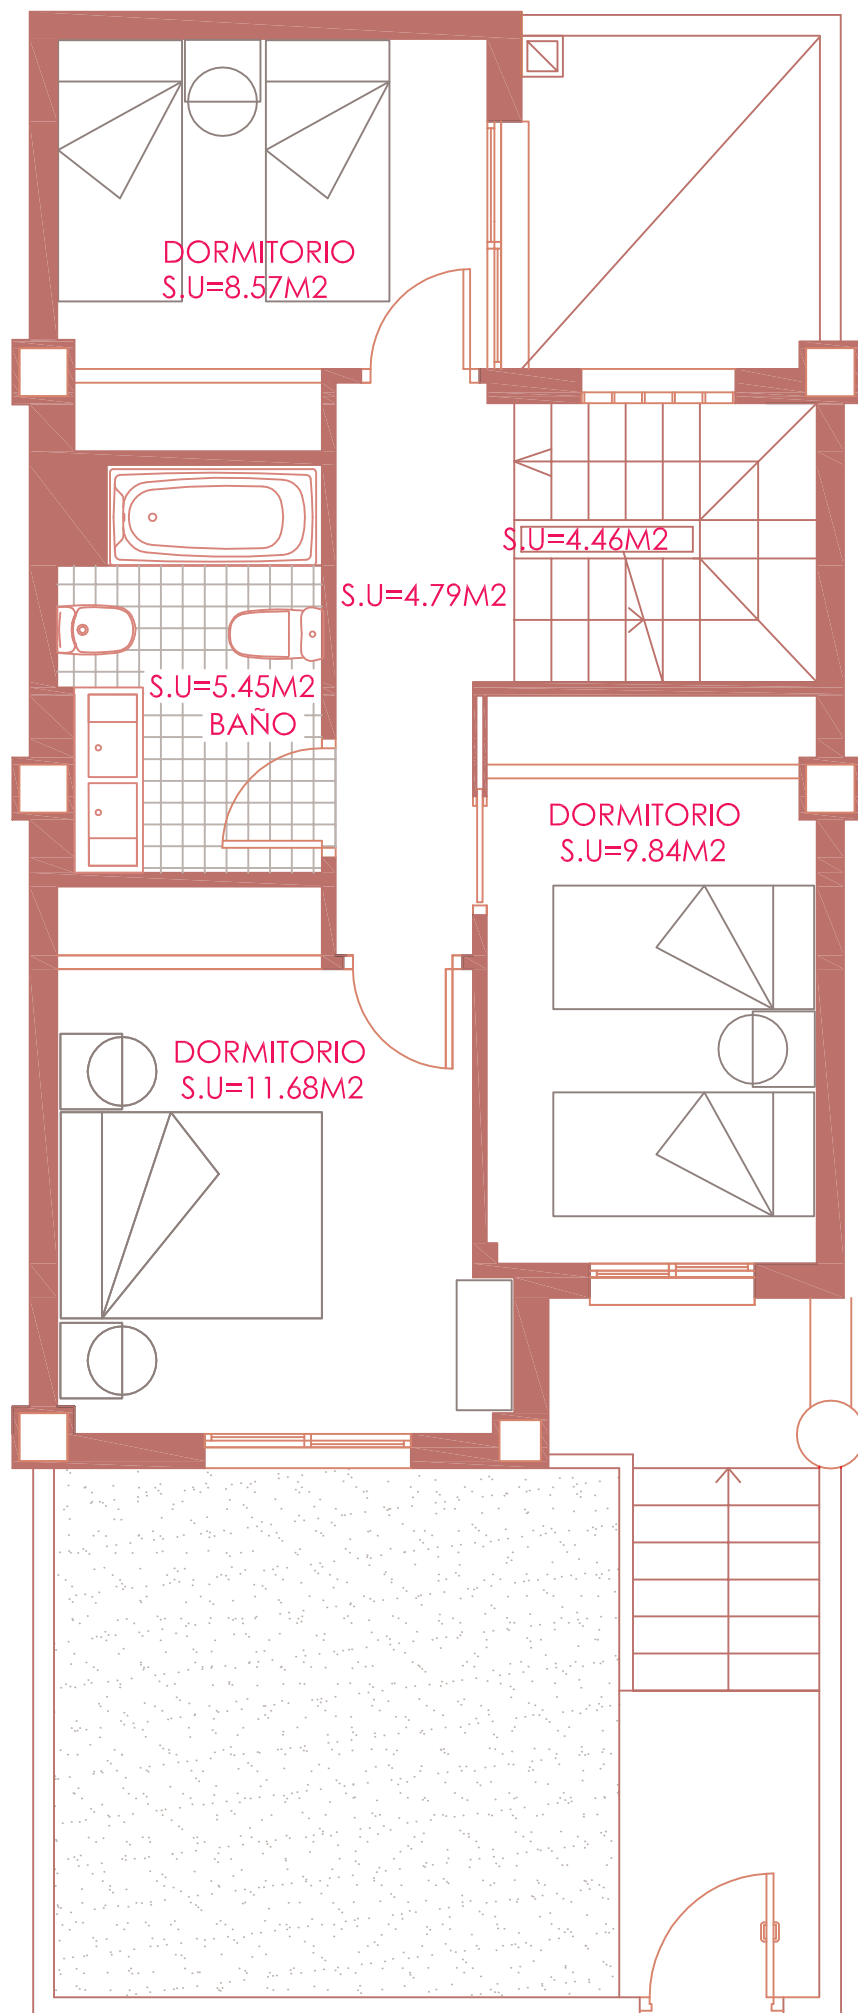 DORMITORIO
S.U=8.57M2
S.U=4.46M2
S.U=4.79M2
S.U=5.45M2
BAÑO
DORMITORIO
S.U=9.84M2
DORMITORIO
S.U=11.68M2